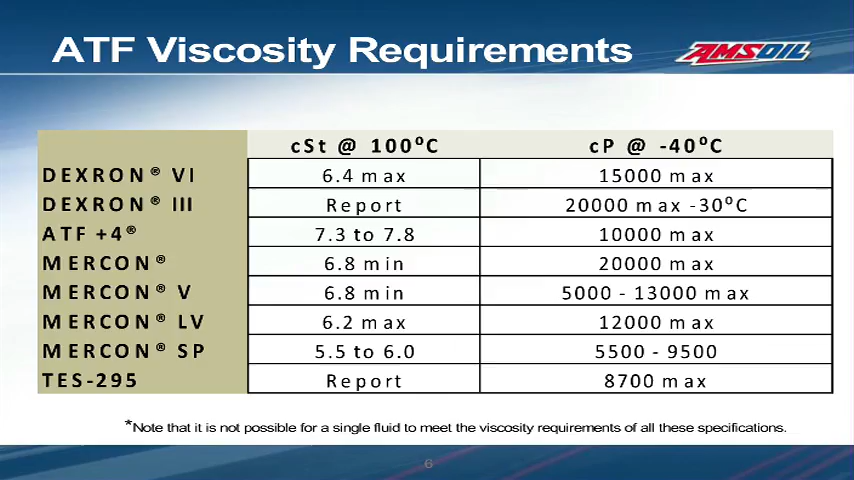 ATF Viscosity Requirements
AMSOIL
cSt @ 100⁰C cP @ -40⁰C
DEXRON® VI 6.4 max 15000 max
DEXRON® III Report 20000 max -30⁰C
ATF +4® 7.3 to 7.8 10000 max
MERCON® 6.8 min 20000 max
MERCON® V 6.8 min 5000 - 13000 max
MERCON® LV 6.2 max 12000 max
MERCON® SP 5.5 to 6.0 5500 - 9500
TES-295 Report 8700 max
*Note that it is not possible for a single fluid to meet the viscosity requirements of all these specifications.
6